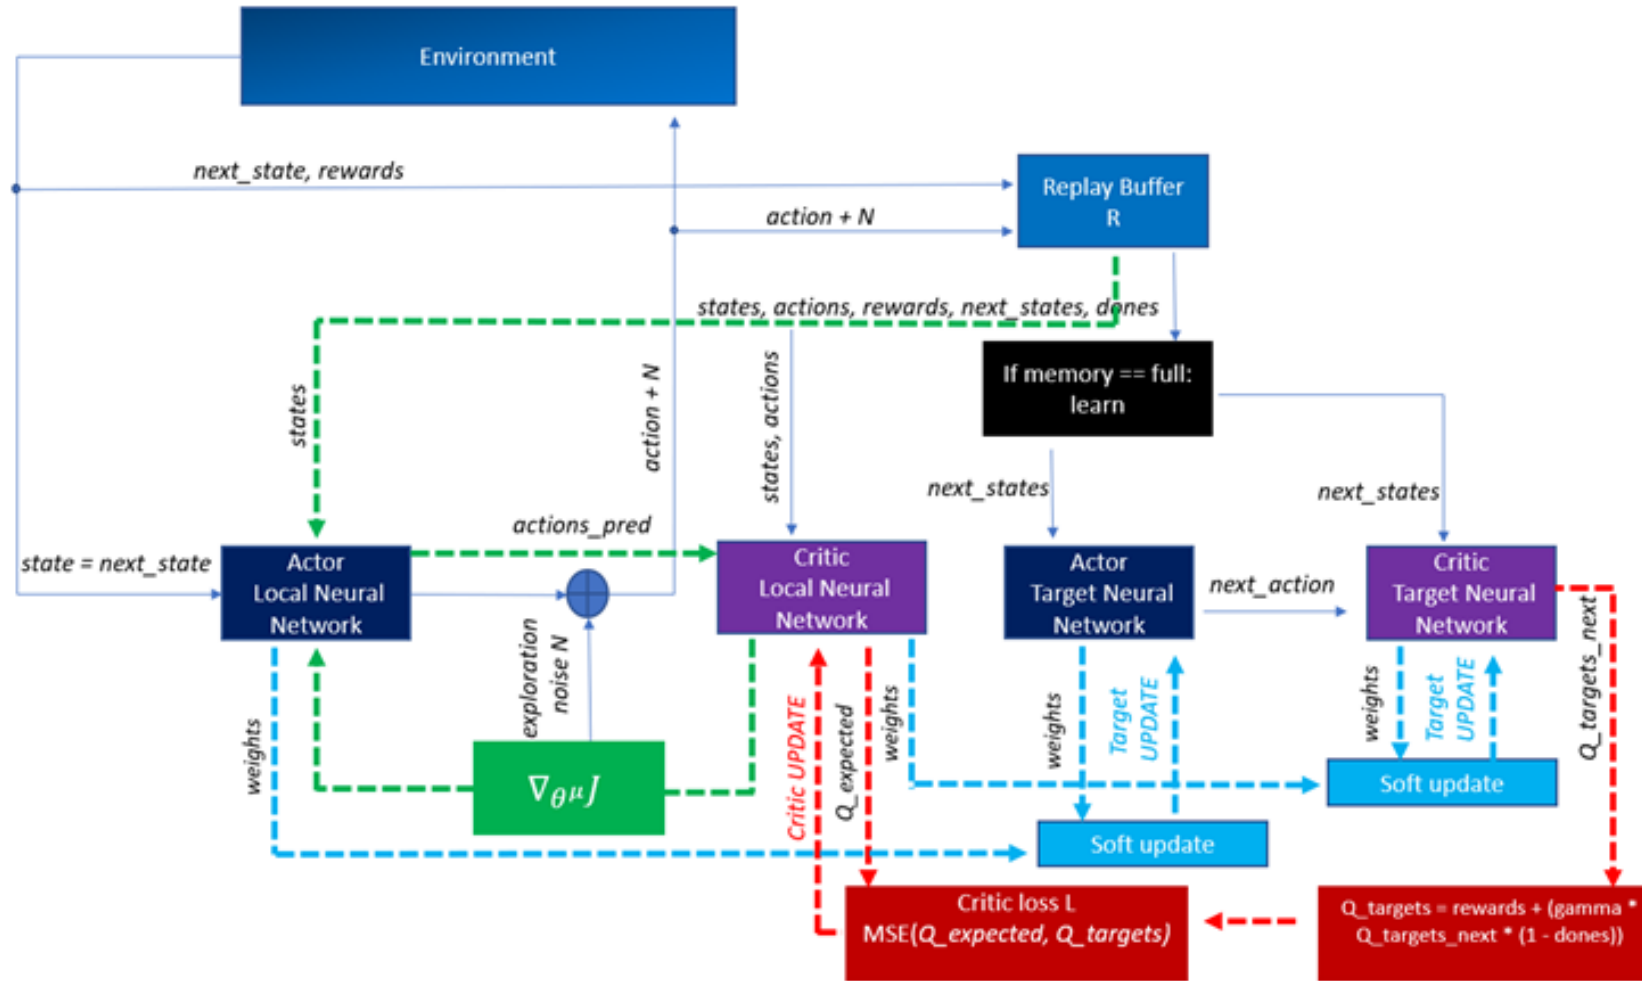 Environment
next_state, rewards
Replay Buffer
R
action + N
states, actions, rewards, next_states, dones
If memory == full:
learn
states
action + N
states, actions
next_states
next_states
actions_pred
state = next_state
Actor
Local Neural
Network
Critic
Local Neural
Network
Actor
Target Neural
Network
next_action
Critic
Target Neural
Network
exploration
noise N
weights
Critic UPDATE
Q_expected
weights
weights
Target
UPDATE
weights
Target
UPDATE
Q_targets_next
∇θμJ
Soft update
Soft update
Critic loss L
MSE(Q_expected, Q_targets)
Q_targets = rewards + (gamma *
Q_targets_next * (1 - dones))